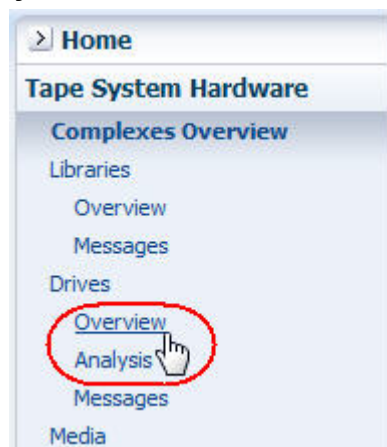 Home
Tape System Hardware
Complexes Overview
Libraries
Overview
Messages
Drives
Overview
Analysis
Messages
Media